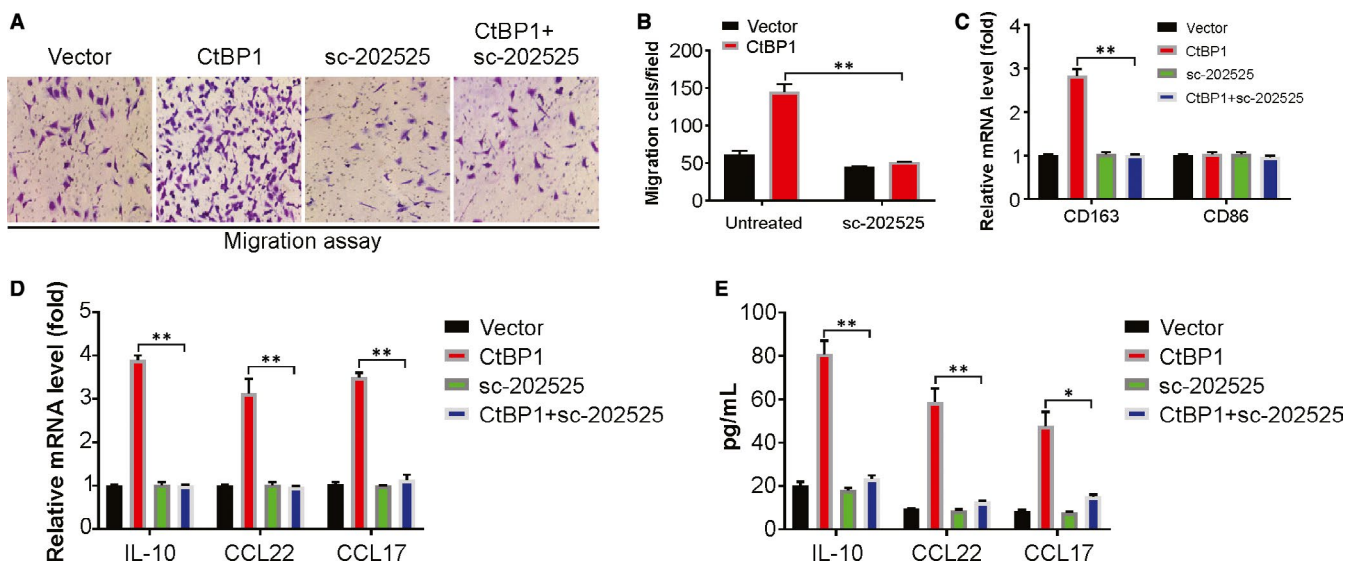 A
Vector
CtBP1
sc-202525
CtBP1+
sc-202525
Migration assay
B
Vector
CtBP1
Migration cells/field
200
150
100
50
0
**
Untreated
sc-202525
C
Relative mRNA level (fold)
4
3
2
1
0
**
CD163
CD86
Vector
CtBP1
sc-202525
CtBP1+sc-202525
D
Relative mRNA level (fold)
5
4
3
2
1
0
**
**
**
IL-10
CCL22
CCL17
Vector
CtBP1
sc-202525
CtBP1+sc-202525
E
pg/mL
100
80
60
40
20
0
**
**
*
IL-10
CCL22
CCL17
Vector
CtBP1
sc-202525
CtBP1+sc-202525